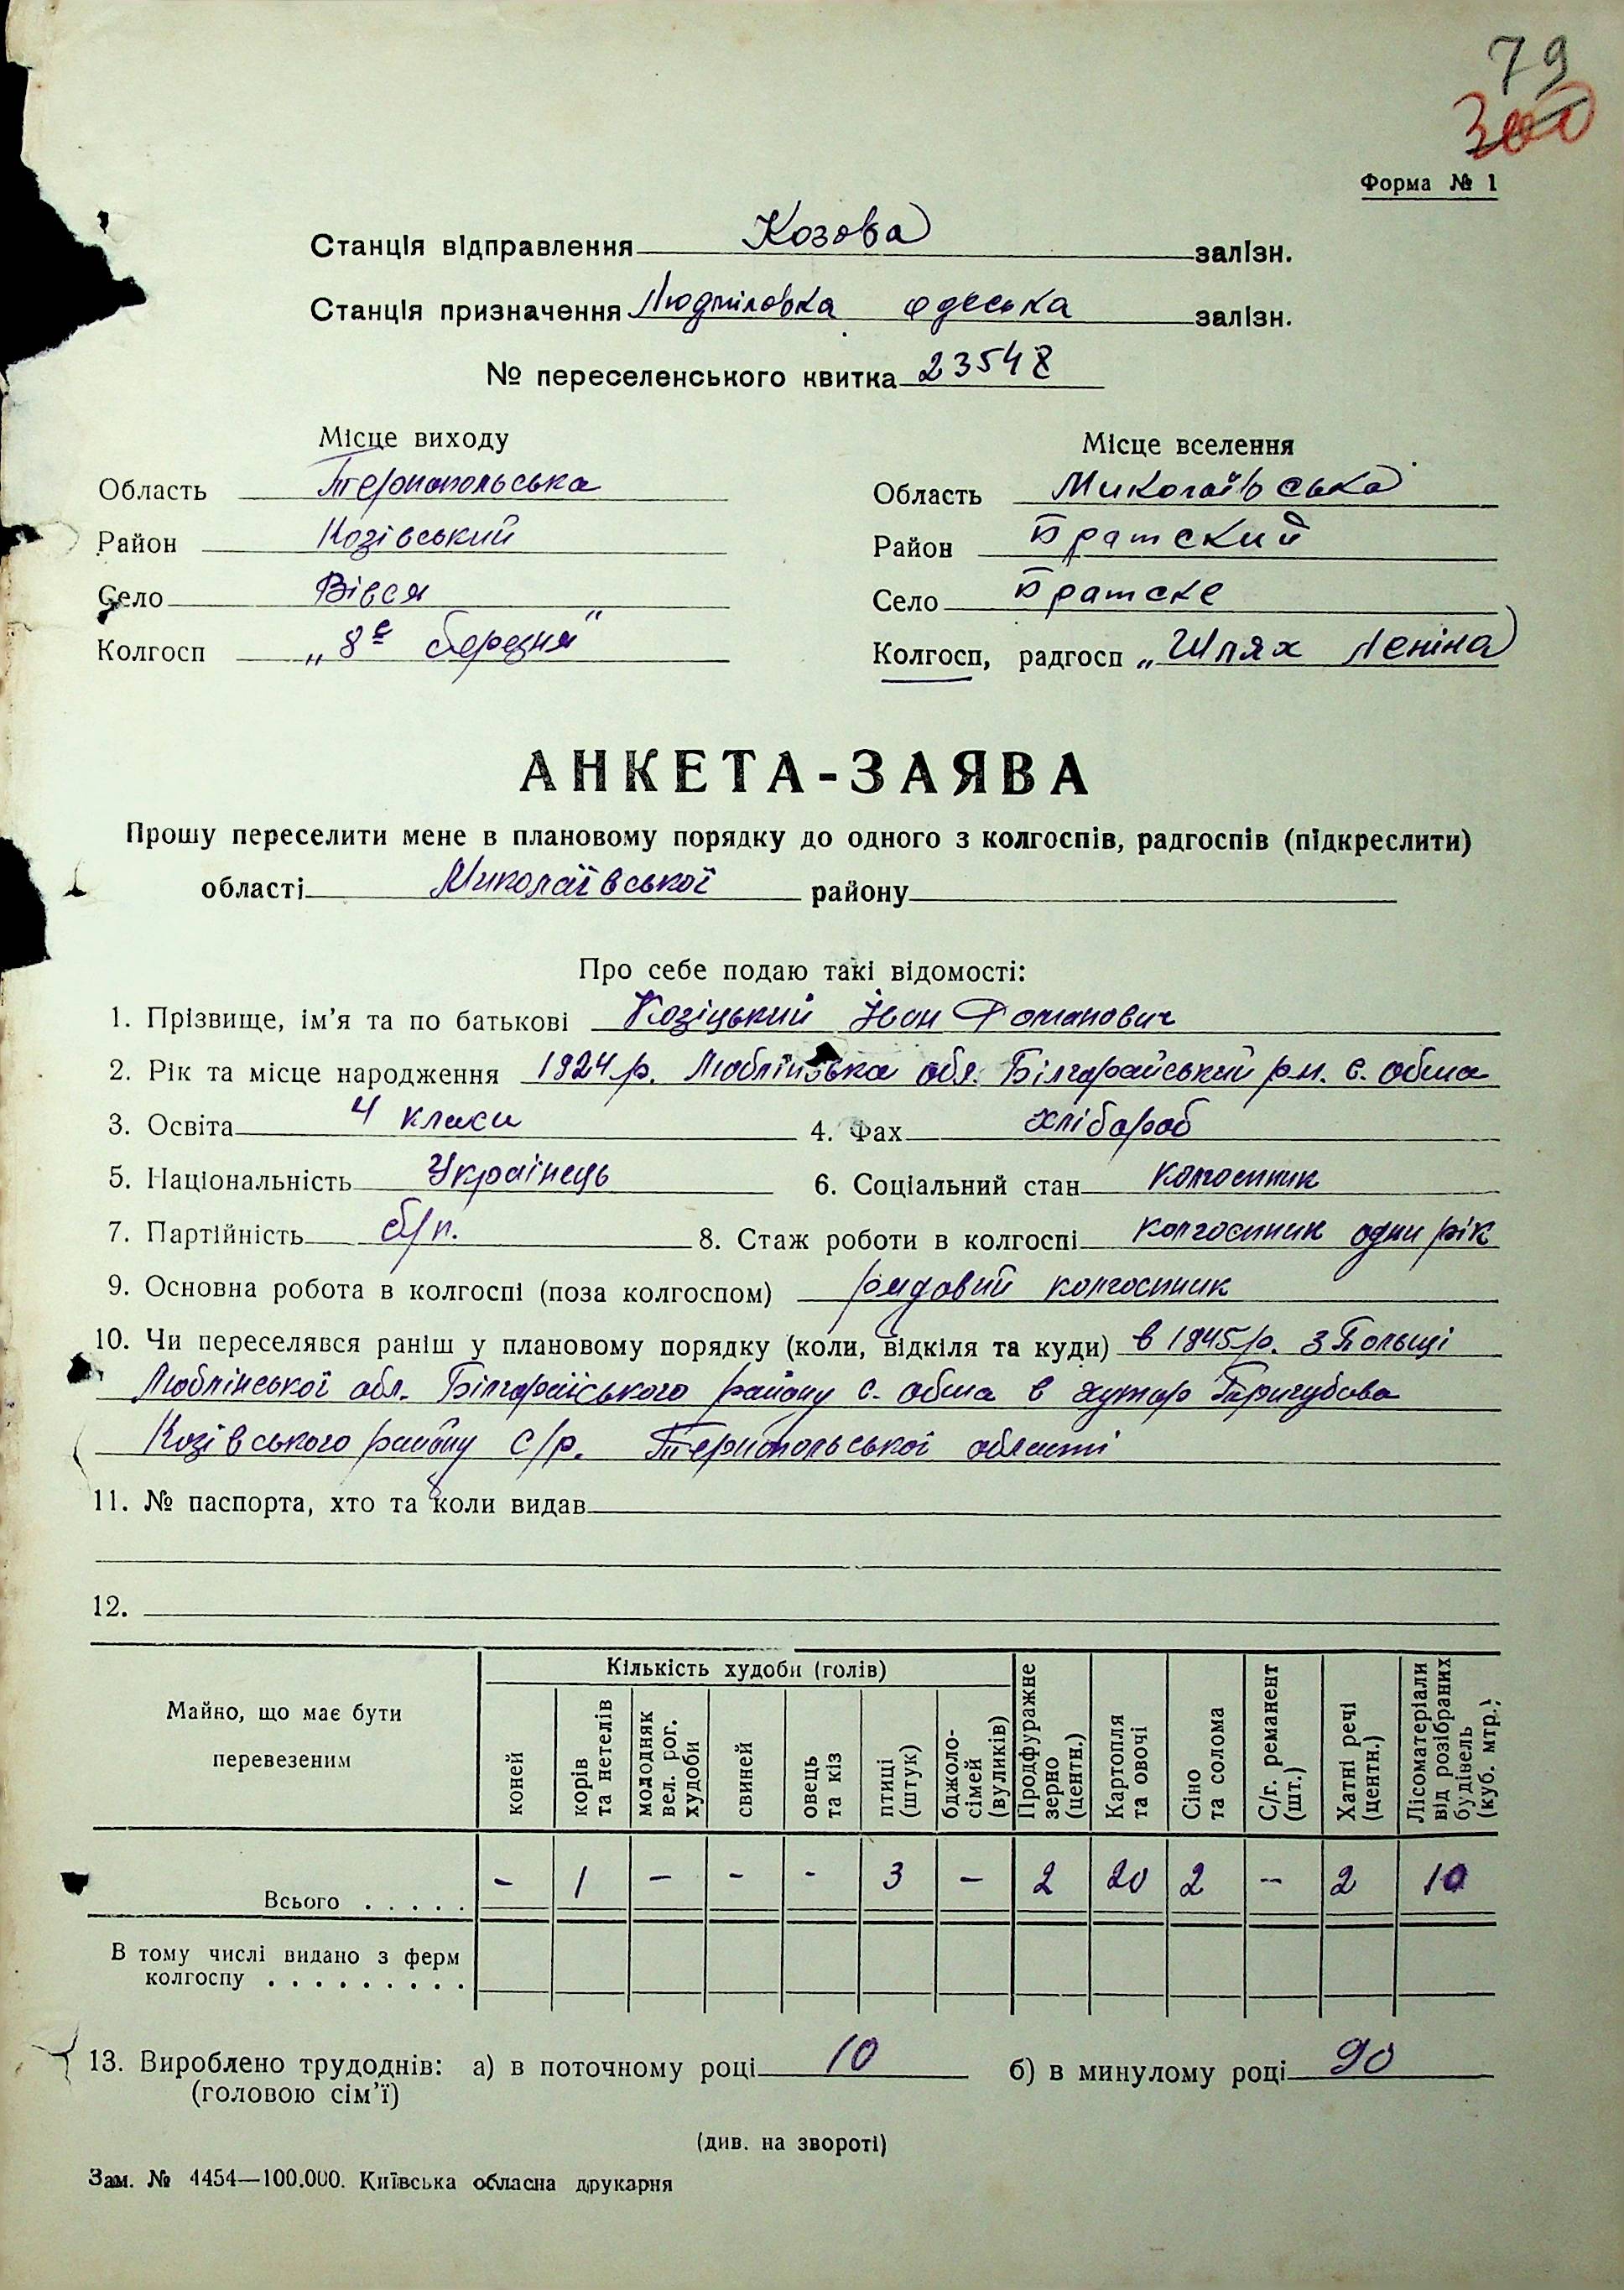 79
300
Форма № 1
Станція відправлення Козова залізн.
Станція призначення Людміловка одеська залізн.
№ переселенського квитка 23548
Місце виходу
Область Тернопольська
Район Козівський
Село Вівся
Колгосп „8е березня"
Місце вселення
Область Миколаївська
Район Братский
Село Братске
Колгосп, радгосп „Шлях Леніна
АНКЕТА-ЗАЯВА
Прошу переселити мене в плановому порядку до одного з колгоспів, радгоспів (підкреслити)
області Миколаївської району
Про себе подаю такі відомості:
1. Прізвище, ім'я та по батькові Козіцький Іван Романович
2. Рік та місце народження 1924 р. Люблінська обл. Білгорайський р-н. с. обша
3. Освіта 4 класи 4. Фах хлібороб
5. Національність Українець 6. Соціальний стан колгоспник
7. Партійність б/п. 8. Стаж роботи в колгоспі колгоспник один рік
9. Основна робота в колгоспі (поза колгоспом) рядовий колгоспник
10. Чи переселявся раніш у плановому порядку (коли, відкіля та куди) в 1945 р. з Польщі
Люблінської обл. Білгорайського району с. обша в хутор Тригубова
Козівського району с/р. Тернопольської області
11. № паспорта, хто та коли видав
12.
Майно, що має бути перевезеним
Кількість худоби (голів)
коней
корів та нетелів
молодняк вел. рог. худоби
свиней
овець та кіз
птиці (штук)
бджоло-сімей (вуликів)
Продфуражне зерно (центн.)
Картопля та овочі
Сіно та солома
С/г. реманент (шт.)
Хатні речі (центн.)
Лісоматеріали від розібраних будівель (куб. мтр.)
Всього . . . . . - 1 - - - 3 - 2 20 2 - 2 10
В тому числі видано з ферм
колгоспу . . . . . . . . .
13. Вироблено трудоднів: а) в поточному році 10 б) в минулому році 90
(головою сім'ї)
(див. на звороті)
Зам. № 4454—100.000. Київська обласна друкарня